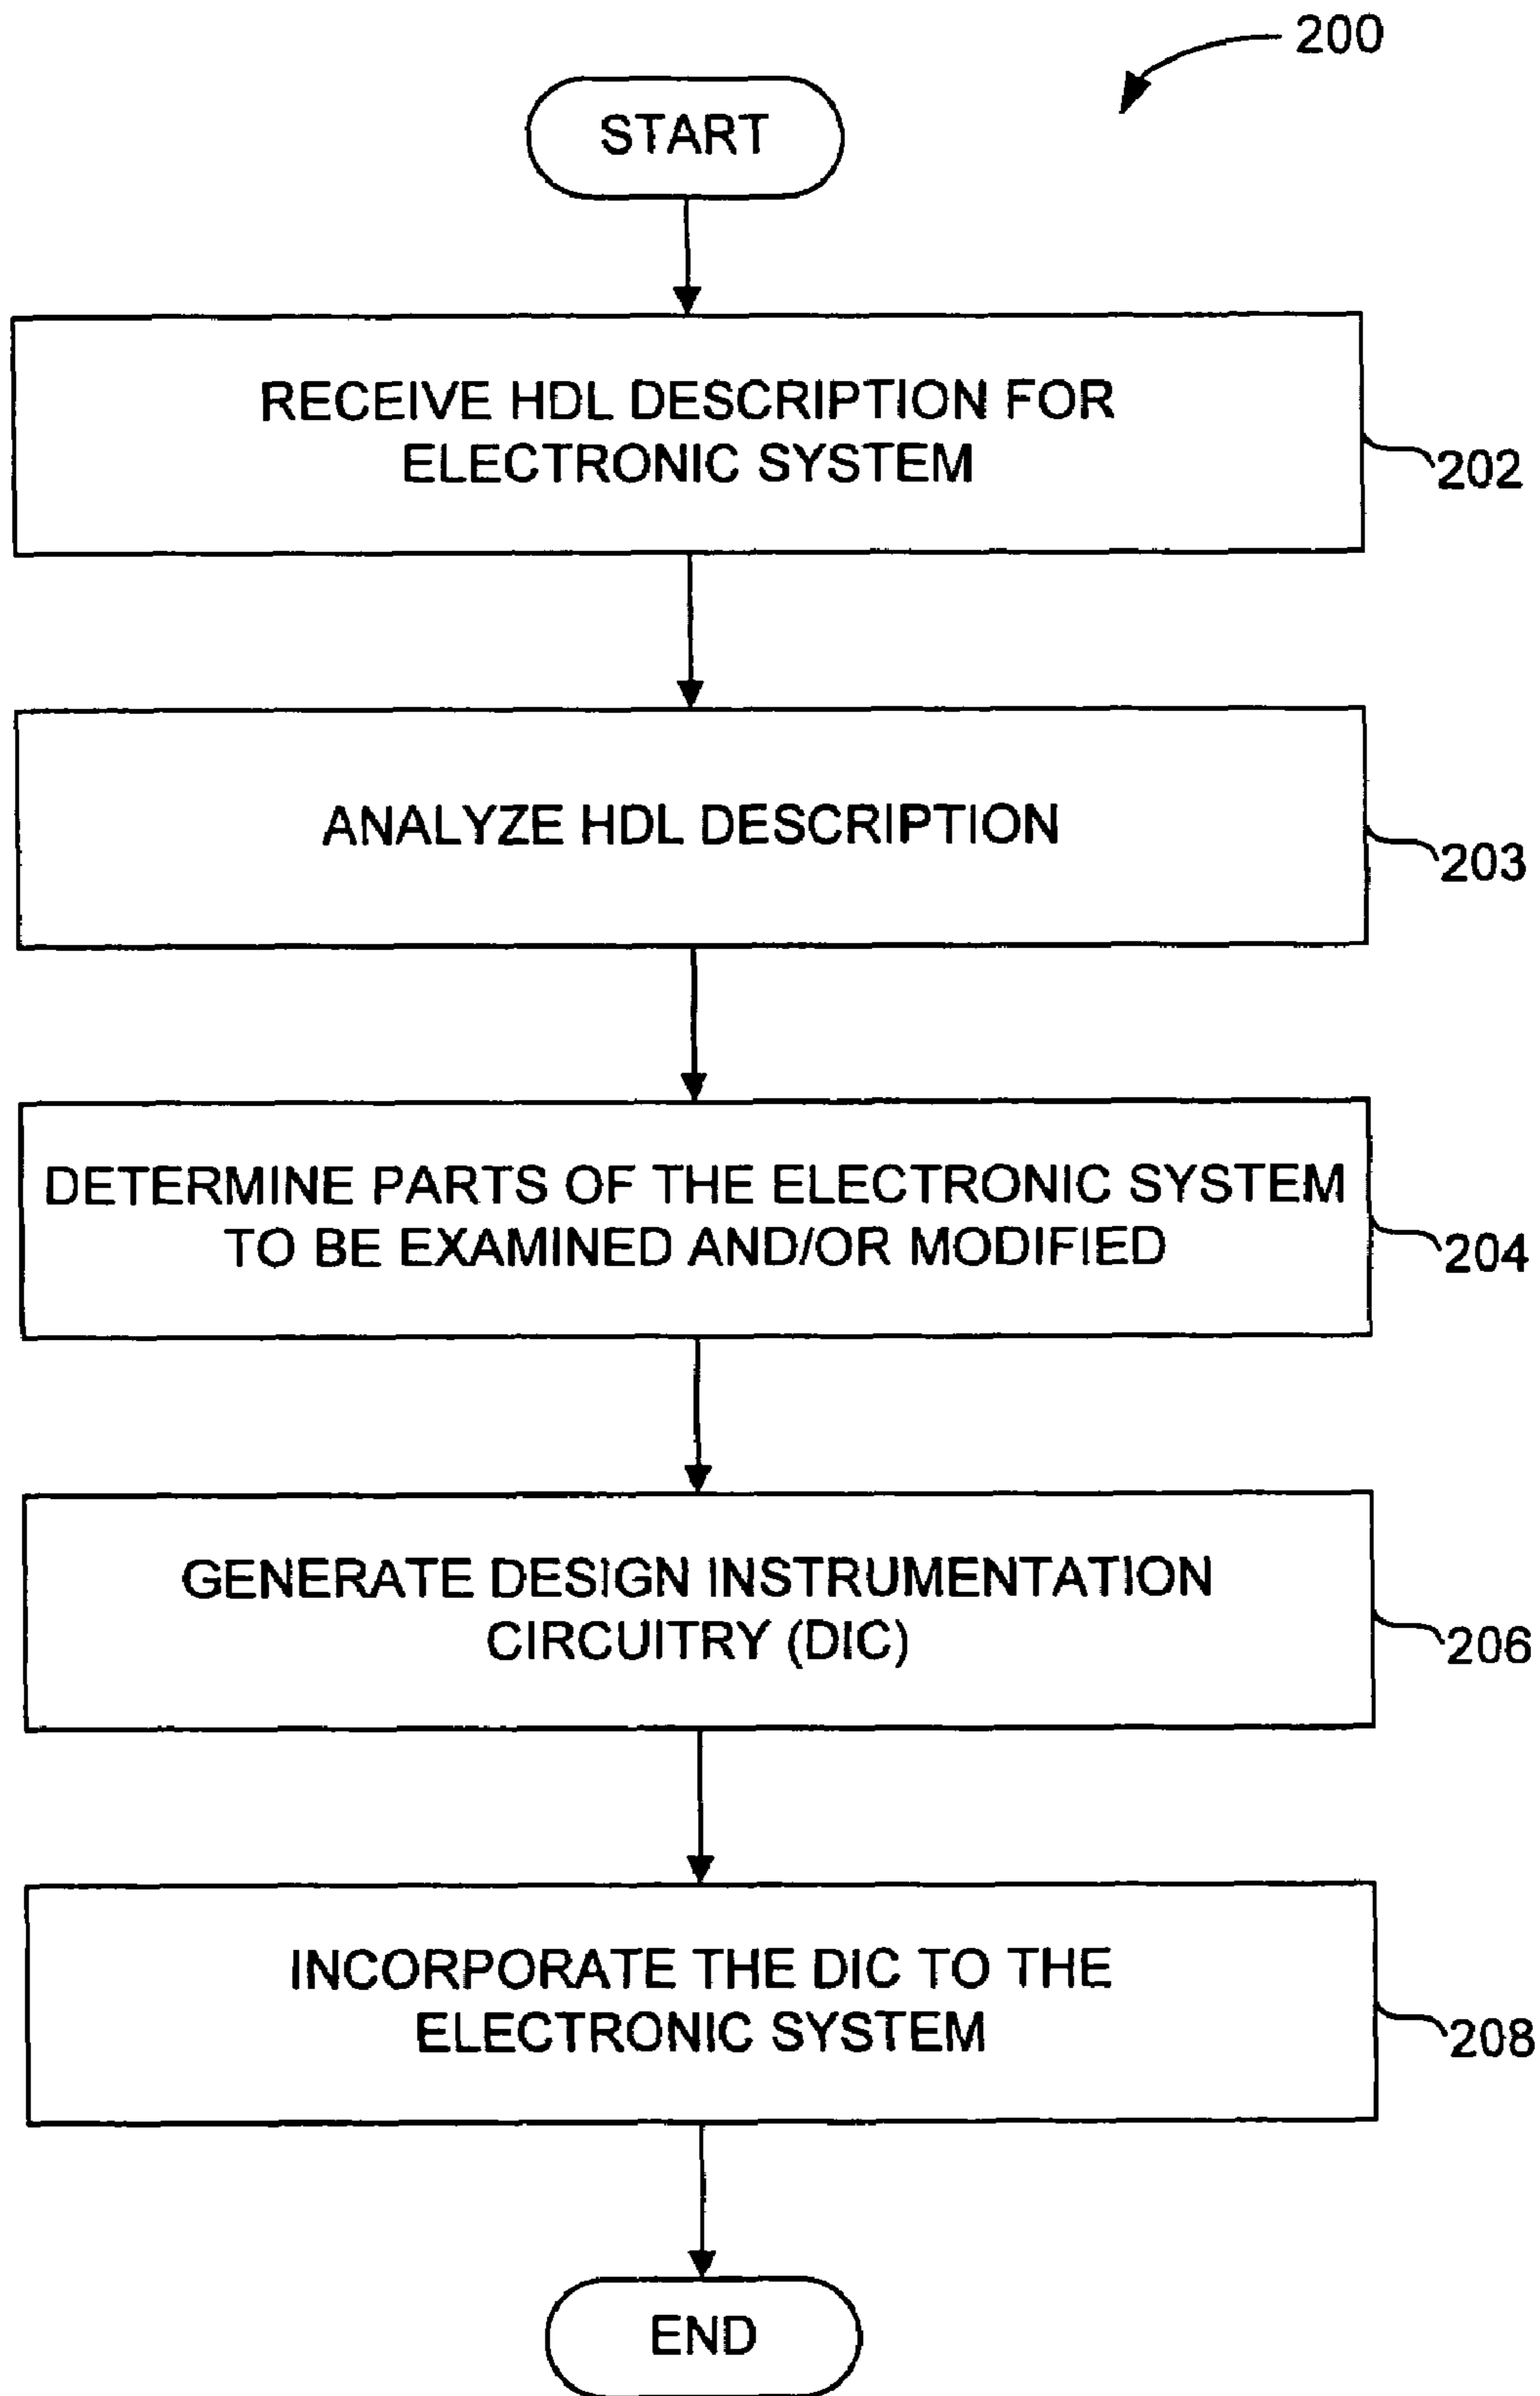 200
START
RECEIVE HDL DESCRIPTION FOR
ELECTRONIC SYSTEM
202
ANALYZE HDL DESCRIPTION
203
DETERMINE PARTS OF THE ELECTRONIC SYSTEM
TO BE EXAMINED AND/OR MODIFIED
204
GENERATE DESIGN INSTRUMENTATION
CIRCUITRY (DIC)
206
INCORPORATE THE DIC TO THE
ELECTRONIC SYSTEM
208
END